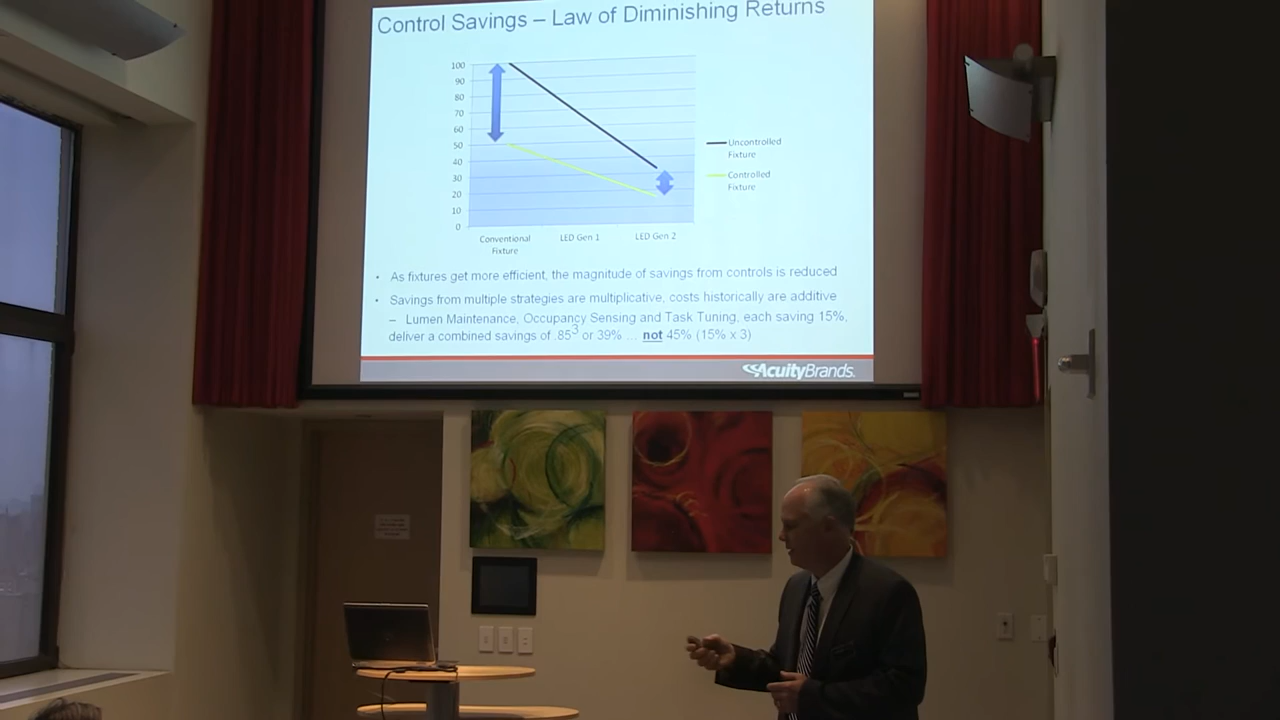 Control Savings – Law of Diminishing Returns
100
90
80
70
60
50
40
30
20
10
0
Conventional
Fixture
LED Gen 1
LED Gen 2
Uncontrolled
Fixture
Controlled
Fixture
• As fixtures get more efficient, the magnitude of savings from controls is reduced
• Savings from multiple strategies are multiplicative, costs historically are additive
– Lumen Maintenance, Occupancy Sensing and Task Tuning, each saving 15%,
deliver a combined savings of .85³ or 39% ... not 45% (15% x 3)
AcuityBrands.